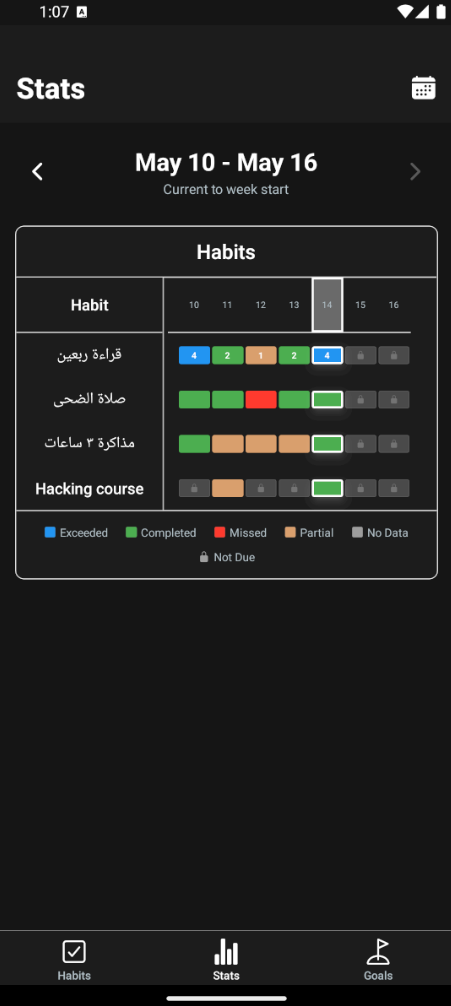 1:07 A
Stats
May 10 - May 16
Current to week start
Habits
Habit 10 11 12 13 14 15 16
قراءة ربعين 4 2 1 2 4
صلاة الضحى
مذاكرة ٣ ساعات
Hacking course
Exceeded Completed Missed Partial No Data
Not Due
Habits Stats Goals